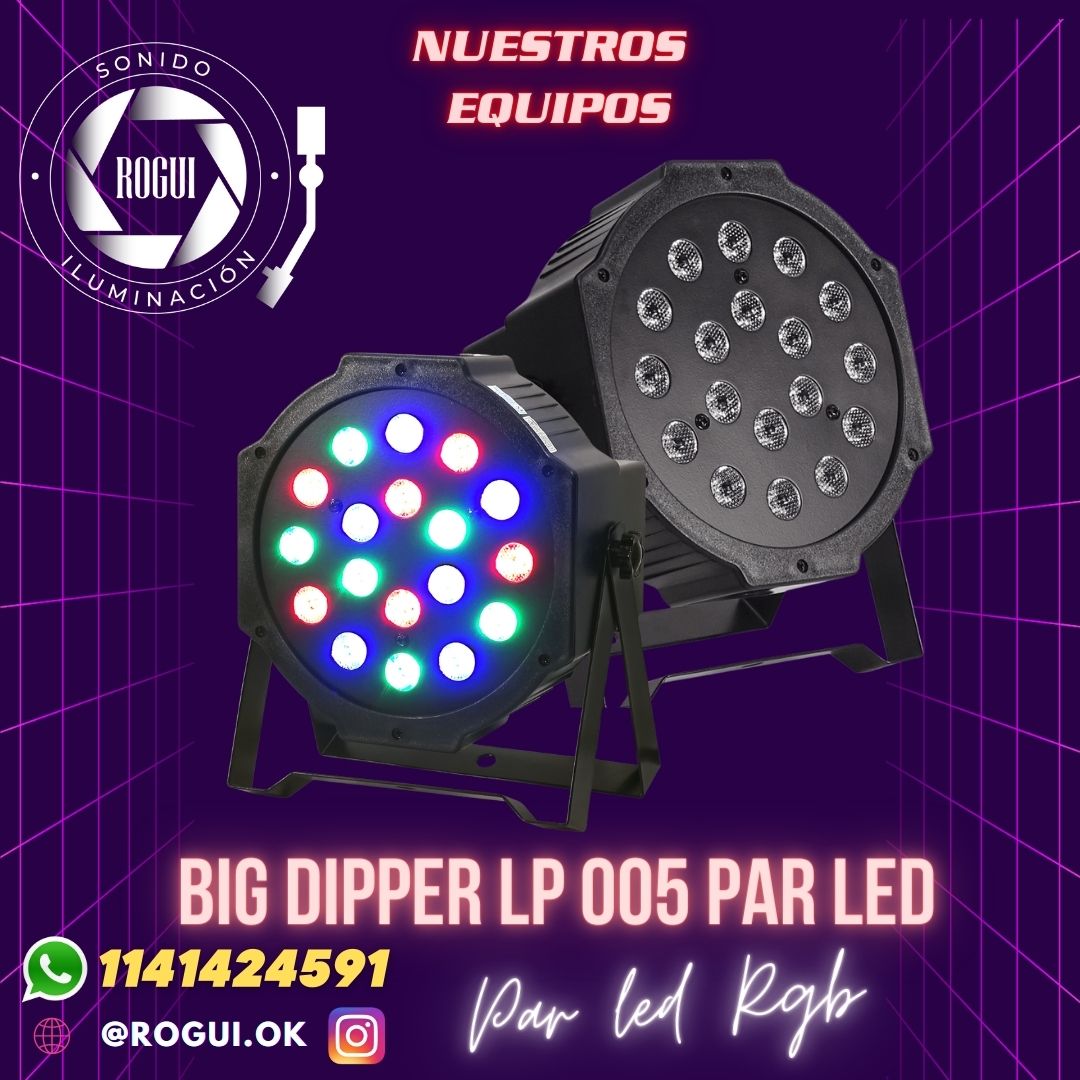 NUESTROS
EQUIPOS
SONIDO
ROGUI
ILUMINACIÓN
BIG DIPPER LP 005 PAR LED
1141424591
Par led Rgb
@ROGUI.OK